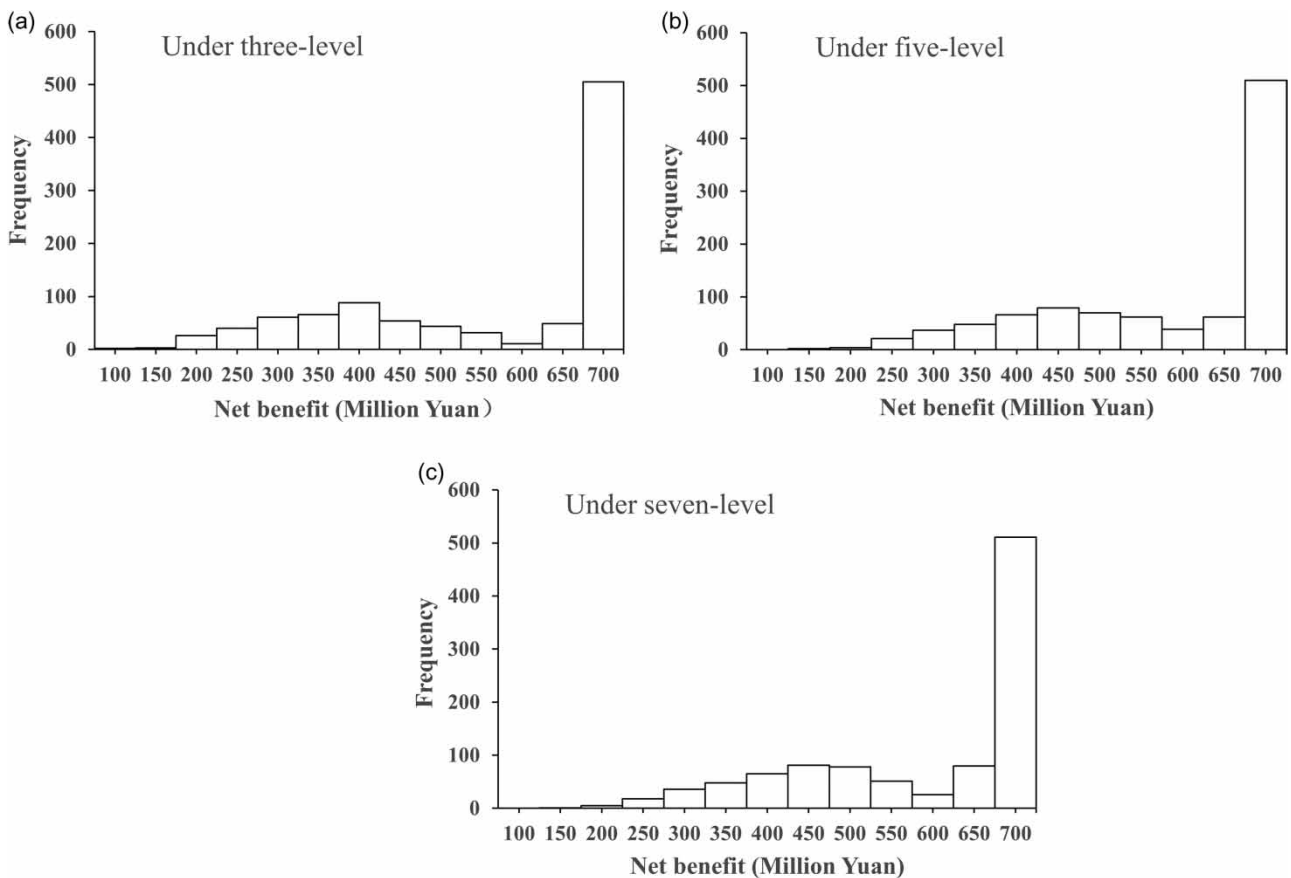 (a)
Under three-level
600
500
400
300
200
100
0
Frequency
100 150 200 250 300 350 400 450 500 550 600 650 700
Net benefit (Million Yuan）
(b)
Under five-level
600
500
400
300
200
100
0
Frequency
100 150 200 250 300 350 400 450 500 550 600 650 700
Net benefit (Million Yuan)
(c)
Under seven-level
600
500
400
300
200
100
0
Frequency
100 150 200 250 300 350 400 450 500 550 600 650 700
Net benefit (Million Yuan)